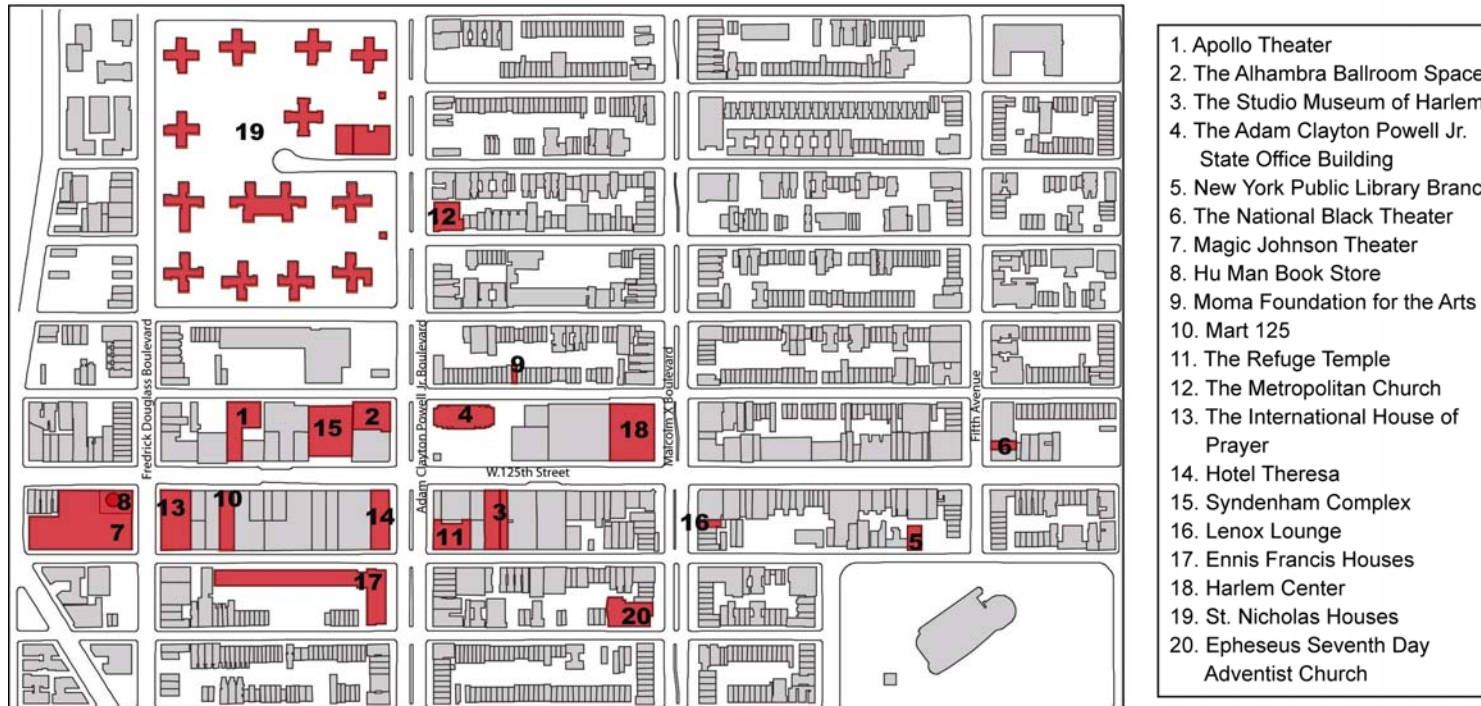 19
12
9
1
15
2
4
18
6
Fredrick Douglass Boulevard
Adam Clayton Powell Jr. Boulevard
Malcolm X Boulevard
Fifth Avenue
W.125th Street
8
7
13
10
14
11
3
16
5
17
20
1. Apollo Theater
2. The Alhambra Ballroom Space
3. The Studio Museum of Harlem
4. The Adam Clayton Powell Jr.
State Office Building
5. New York Public Library Branc
6. The National Black Theater
7. Magic Johnson Theater
8. Hu Man Book Store
9. Moma Foundation for the Arts
10. Mart 125
11. The Refuge Temple
12. The Metropolitan Church
13. The International House of
Prayer
14. Hotel Theresa
15. Syndenham Complex
16. Lenox Lounge
17. Ennis Francis Houses
18. Harlem Center
19. St. Nicholas Houses
20. Epheseus Seventh Day
Adventist Church